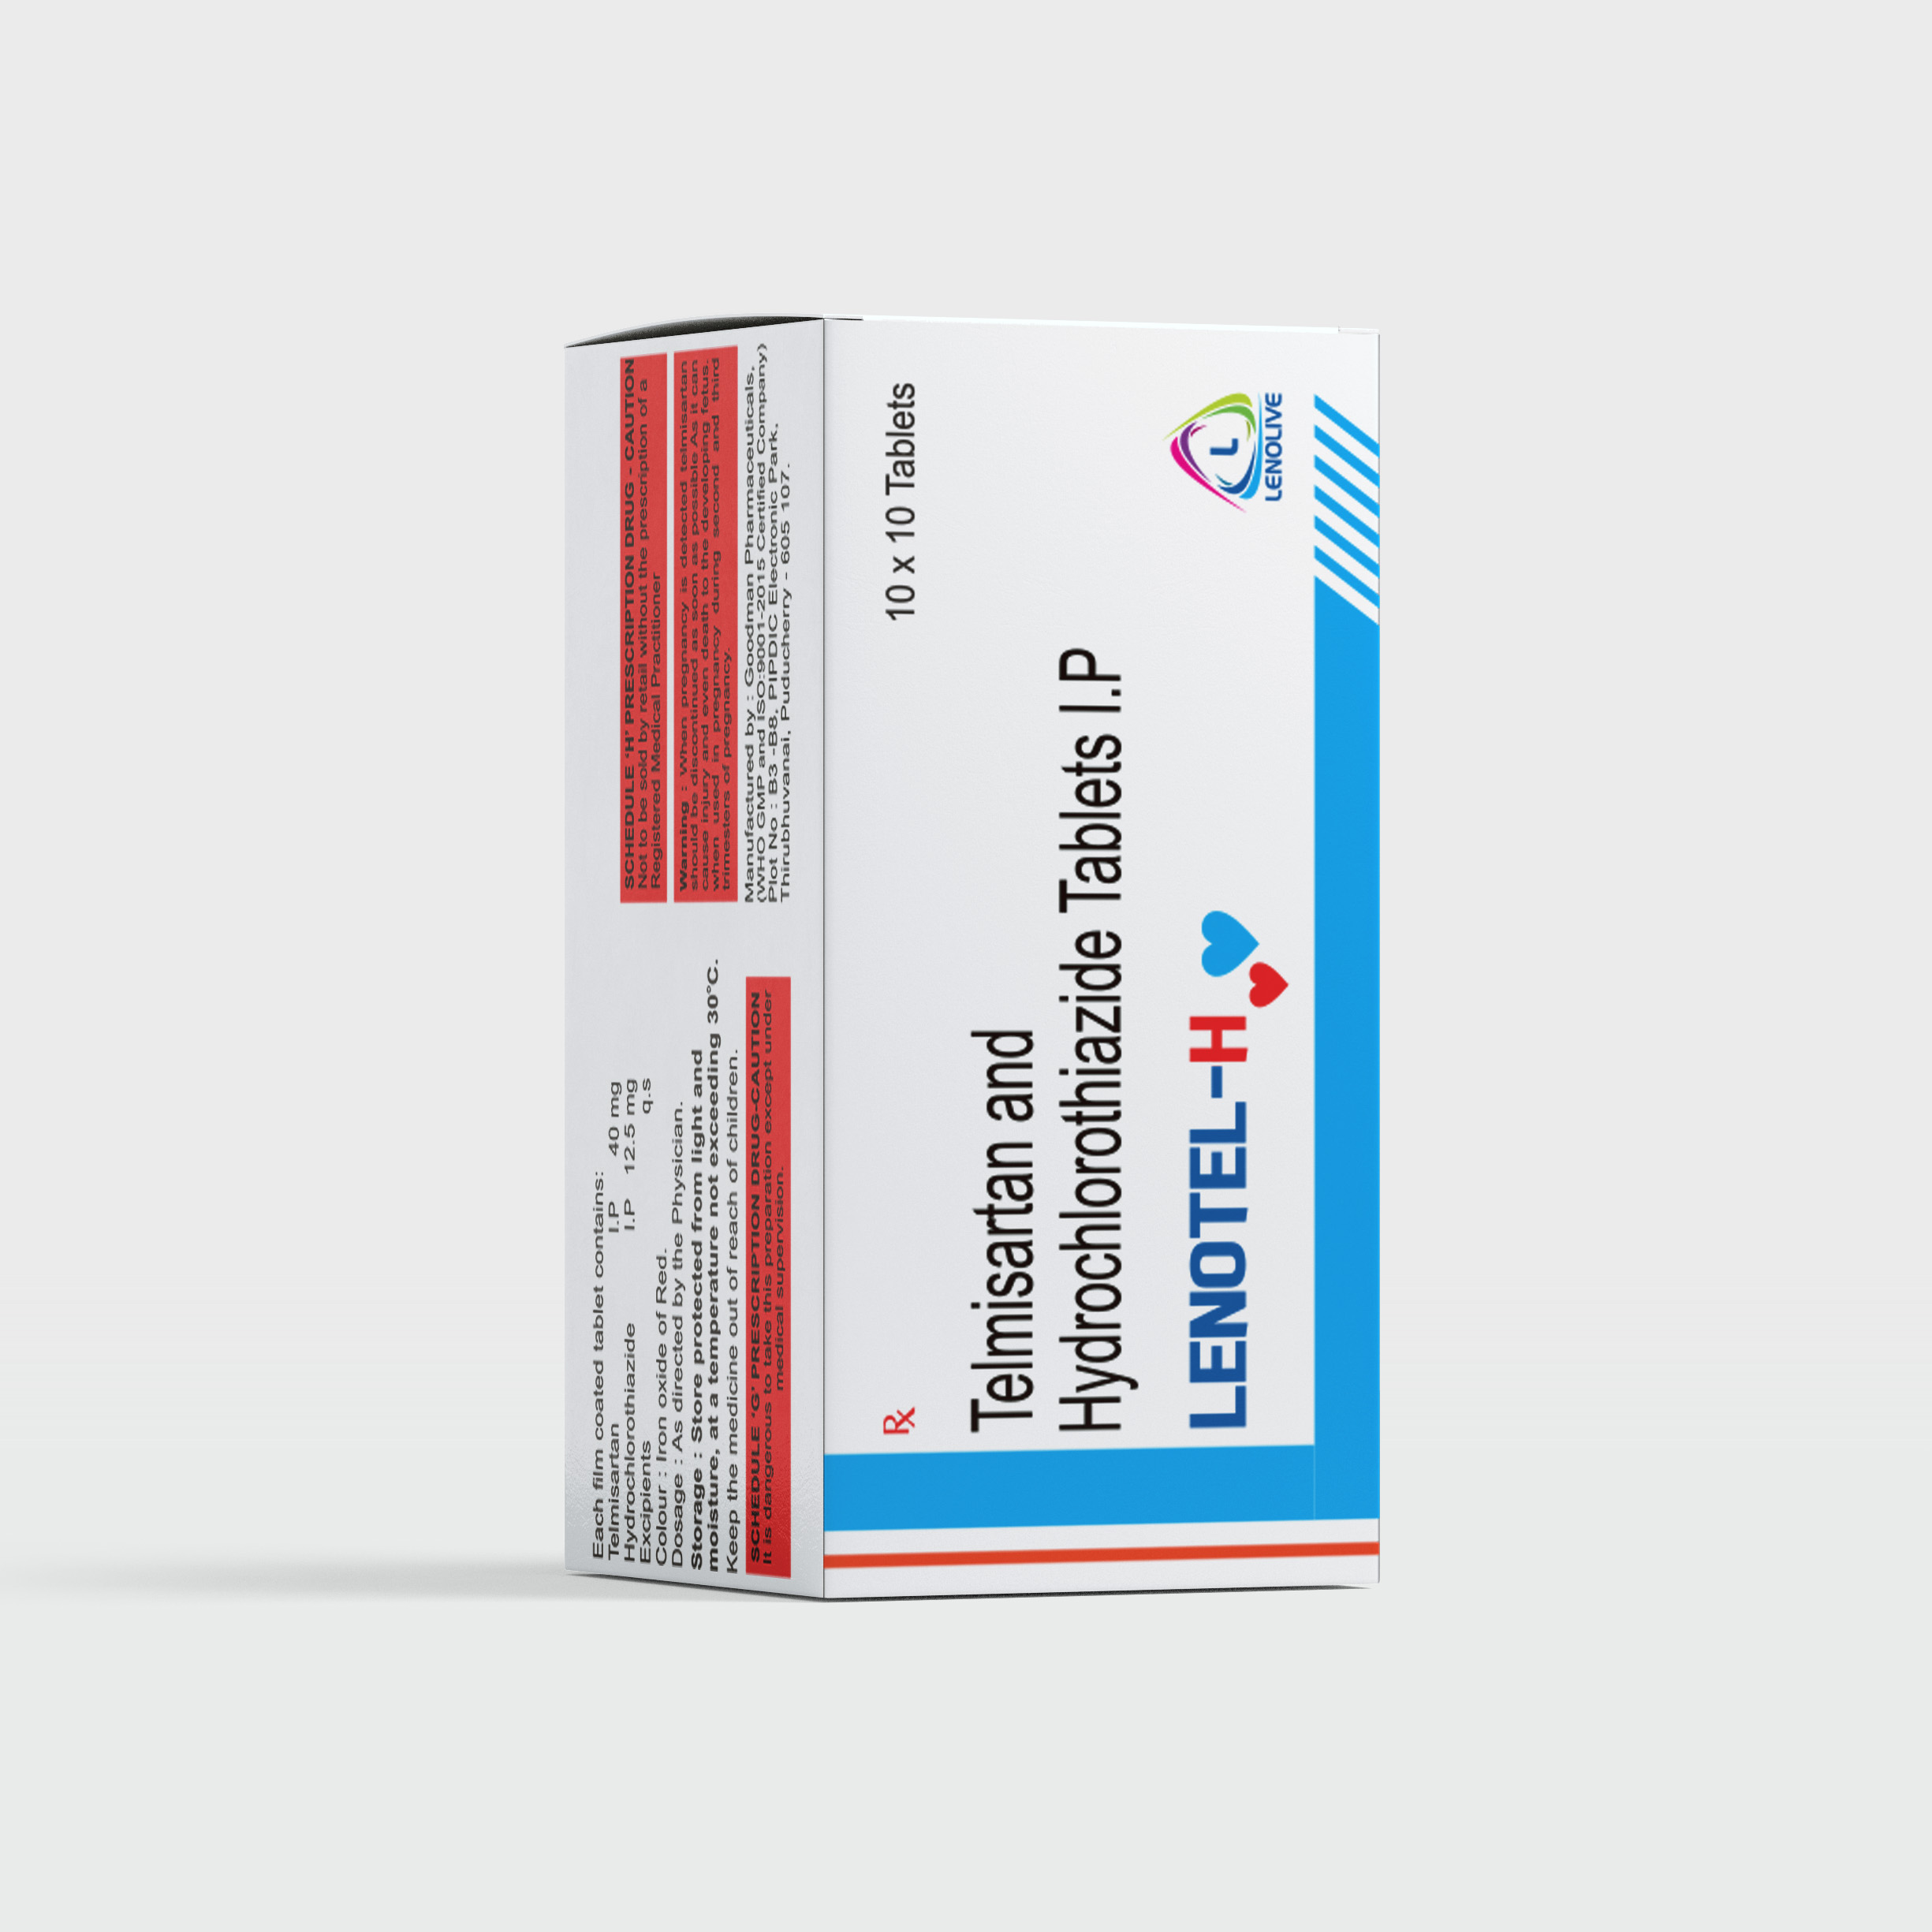 Rx
10 x 10 Tablets
Telmisartan and
Hydrochlorothiazide Tablets I.P
LENOTEL-H
L
LENOLIVE
Each film coated tablet contains:
Telmisartan I.P 40 mg
Hydrochlorothiazide I.P 12.5 mg
Excipients q.s
Colour : Iron oxide of Red.
Dosage : As directed by the Physician.
Storage : Store protected from light and
moisture, at a temperature not exceeding 30°C.
Keep the medicine out of reach of children.
SCHEDULE 'G' PRESCRIPTION DRUG-CAUTION
It is dangerous to take this preparation except under
medical supervision.
SCHEDULE 'H' PRESCRIPTION DRUG - CAUTION
Not to be sold by retail without the prescription of a
Registered Medical Practitioner
Warning : When pregnancy is detected telmisartan
should be discontinued as soon as possible As it can
cause injury and even death to the developing fetus.
when used in pregnancy during second and third
trimesters of pregnancy.
Manufactured by : Goodman Pharmaceuticals.
(WHO GMP and ISO:9001-2015 Certified Company)
Plot No : B3 -B8, PIPDIC Electronic Park.
Thirubhuvanai, Puducherry - 605 107.